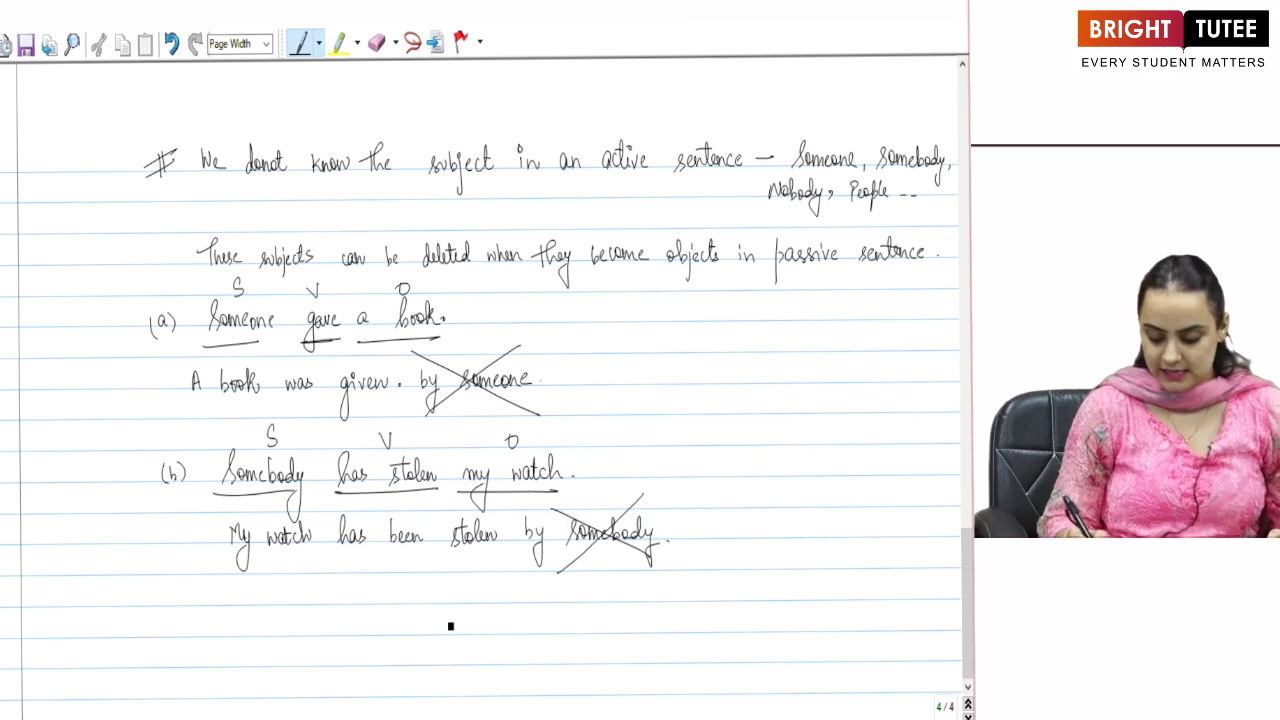 BRIGHT TUTEE
EVERY STUDENT MATTERS
Page Width
# We donot know the subject in an active sentence – Someone, Somebody,
Nobody, People --
These subjects can be deleted when they become objects in passive sentence.
S V O
(a) Someone gave a book.
A book was given. by someone.
S V O
(b) Somebody has stolen my watch.
My watch has been stolen by somebody.
4 / 4